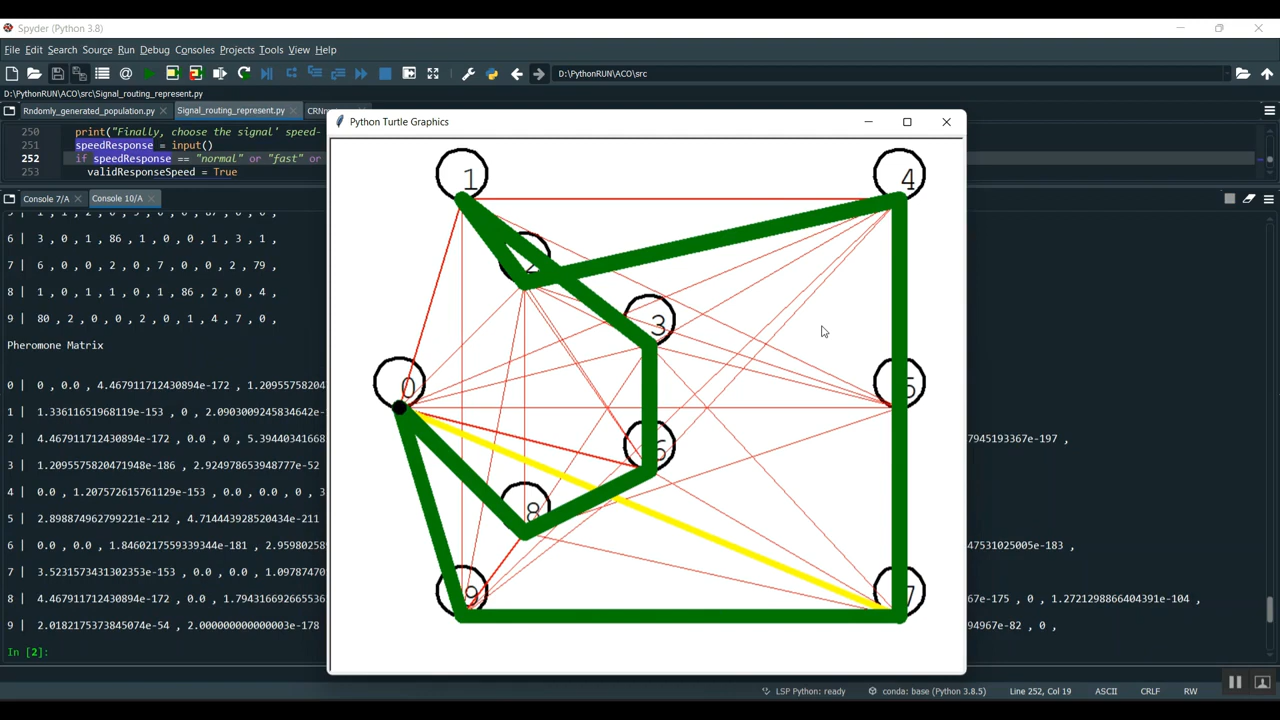 Spyder (Python 3.8)
File Edit Search Source Run Debug Consoles Projects Tools View Help
D:\PythonRUN\ACO\src
D:\PythonRUN\ACO\src\Signal_routing_represent.py
Rndomly_generated_population.py Signal_routing_represent.py
250 print("Finally, choose the signal' speed-
251 speedResponse = input()
252 if speedResponse == "normal" or "fast" or
253 validResponseSpeed = True
Console 7/A Console 10/A
6 | 3 , 0 , 1 , 86 , 1 , 0 , 0 , 1 , 3 , 1 ,
7 | 6 , 0 , 0 , 2 , 0 , 7 , 0 , 0 , 2 , 79 ,
8 | 1 , 0 , 1 , 1 , 0 , 1 , 86 , 2 , 0 , 4 ,
9 | 80 , 2 , 0 , 0 , 2 , 0 , 1 , 4 , 7 , 0 ,
Pheromone Matrix
0 | 0 , 0.0 , 4.467911712430894e-172 , 1.20955758204
1 | 1.33611651968119e-153 , 0 , 2.0903009245834642e-
2 | 4.467911712430894e-172 , 0.0 , 0 , 5.39440341668
7945193367e-197 ,
3 | 1.2095575820471948e-186 , 2.924978653948777e-52
4 | 0.0 , 1.207572615761129e-153 , 0.0 , 0.0 , 0 , 3
5 | 2.898874962799221e-212 , 4.714443928520434e-211
6 | 0.0 , 0.0 , 1.8460217559339344e-181 , 2.95980258
47531025005e-183 ,
7 | 3.5231573431302353e-153 , 0.0 , 0.0 , 1.09787470
8 | 4.467911712430894e-172 , 0.0 , 1.79431669266553
67e-175 , 0 , 1.2721298866404391e-104 ,
9 | 2.0182175373845074e-54 , 2.000000000000003e-178
94967e-82 , 0 ,
In [2]:
Python Turtle Graphics
1
4
2
3
0
5
6
8
9
7
LSP Python: ready conda: base (Python 3.8.5) Line 252, Col 19 ASCII CRLF RW